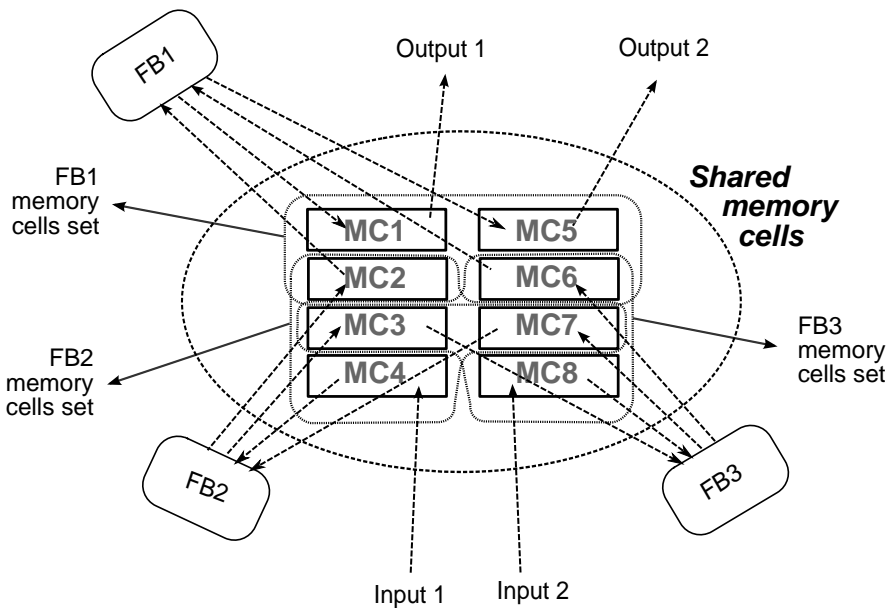 Output 1
Output 2
FB1
Shared
memory
cells
FB1
memory
cells set
MC1
MC5
MC2
MC6
MC3
MC7
MC4
MC8
FB2
memory
cells set
FB3
memory
cells set
FB2
FB3
Input 1
Input 2